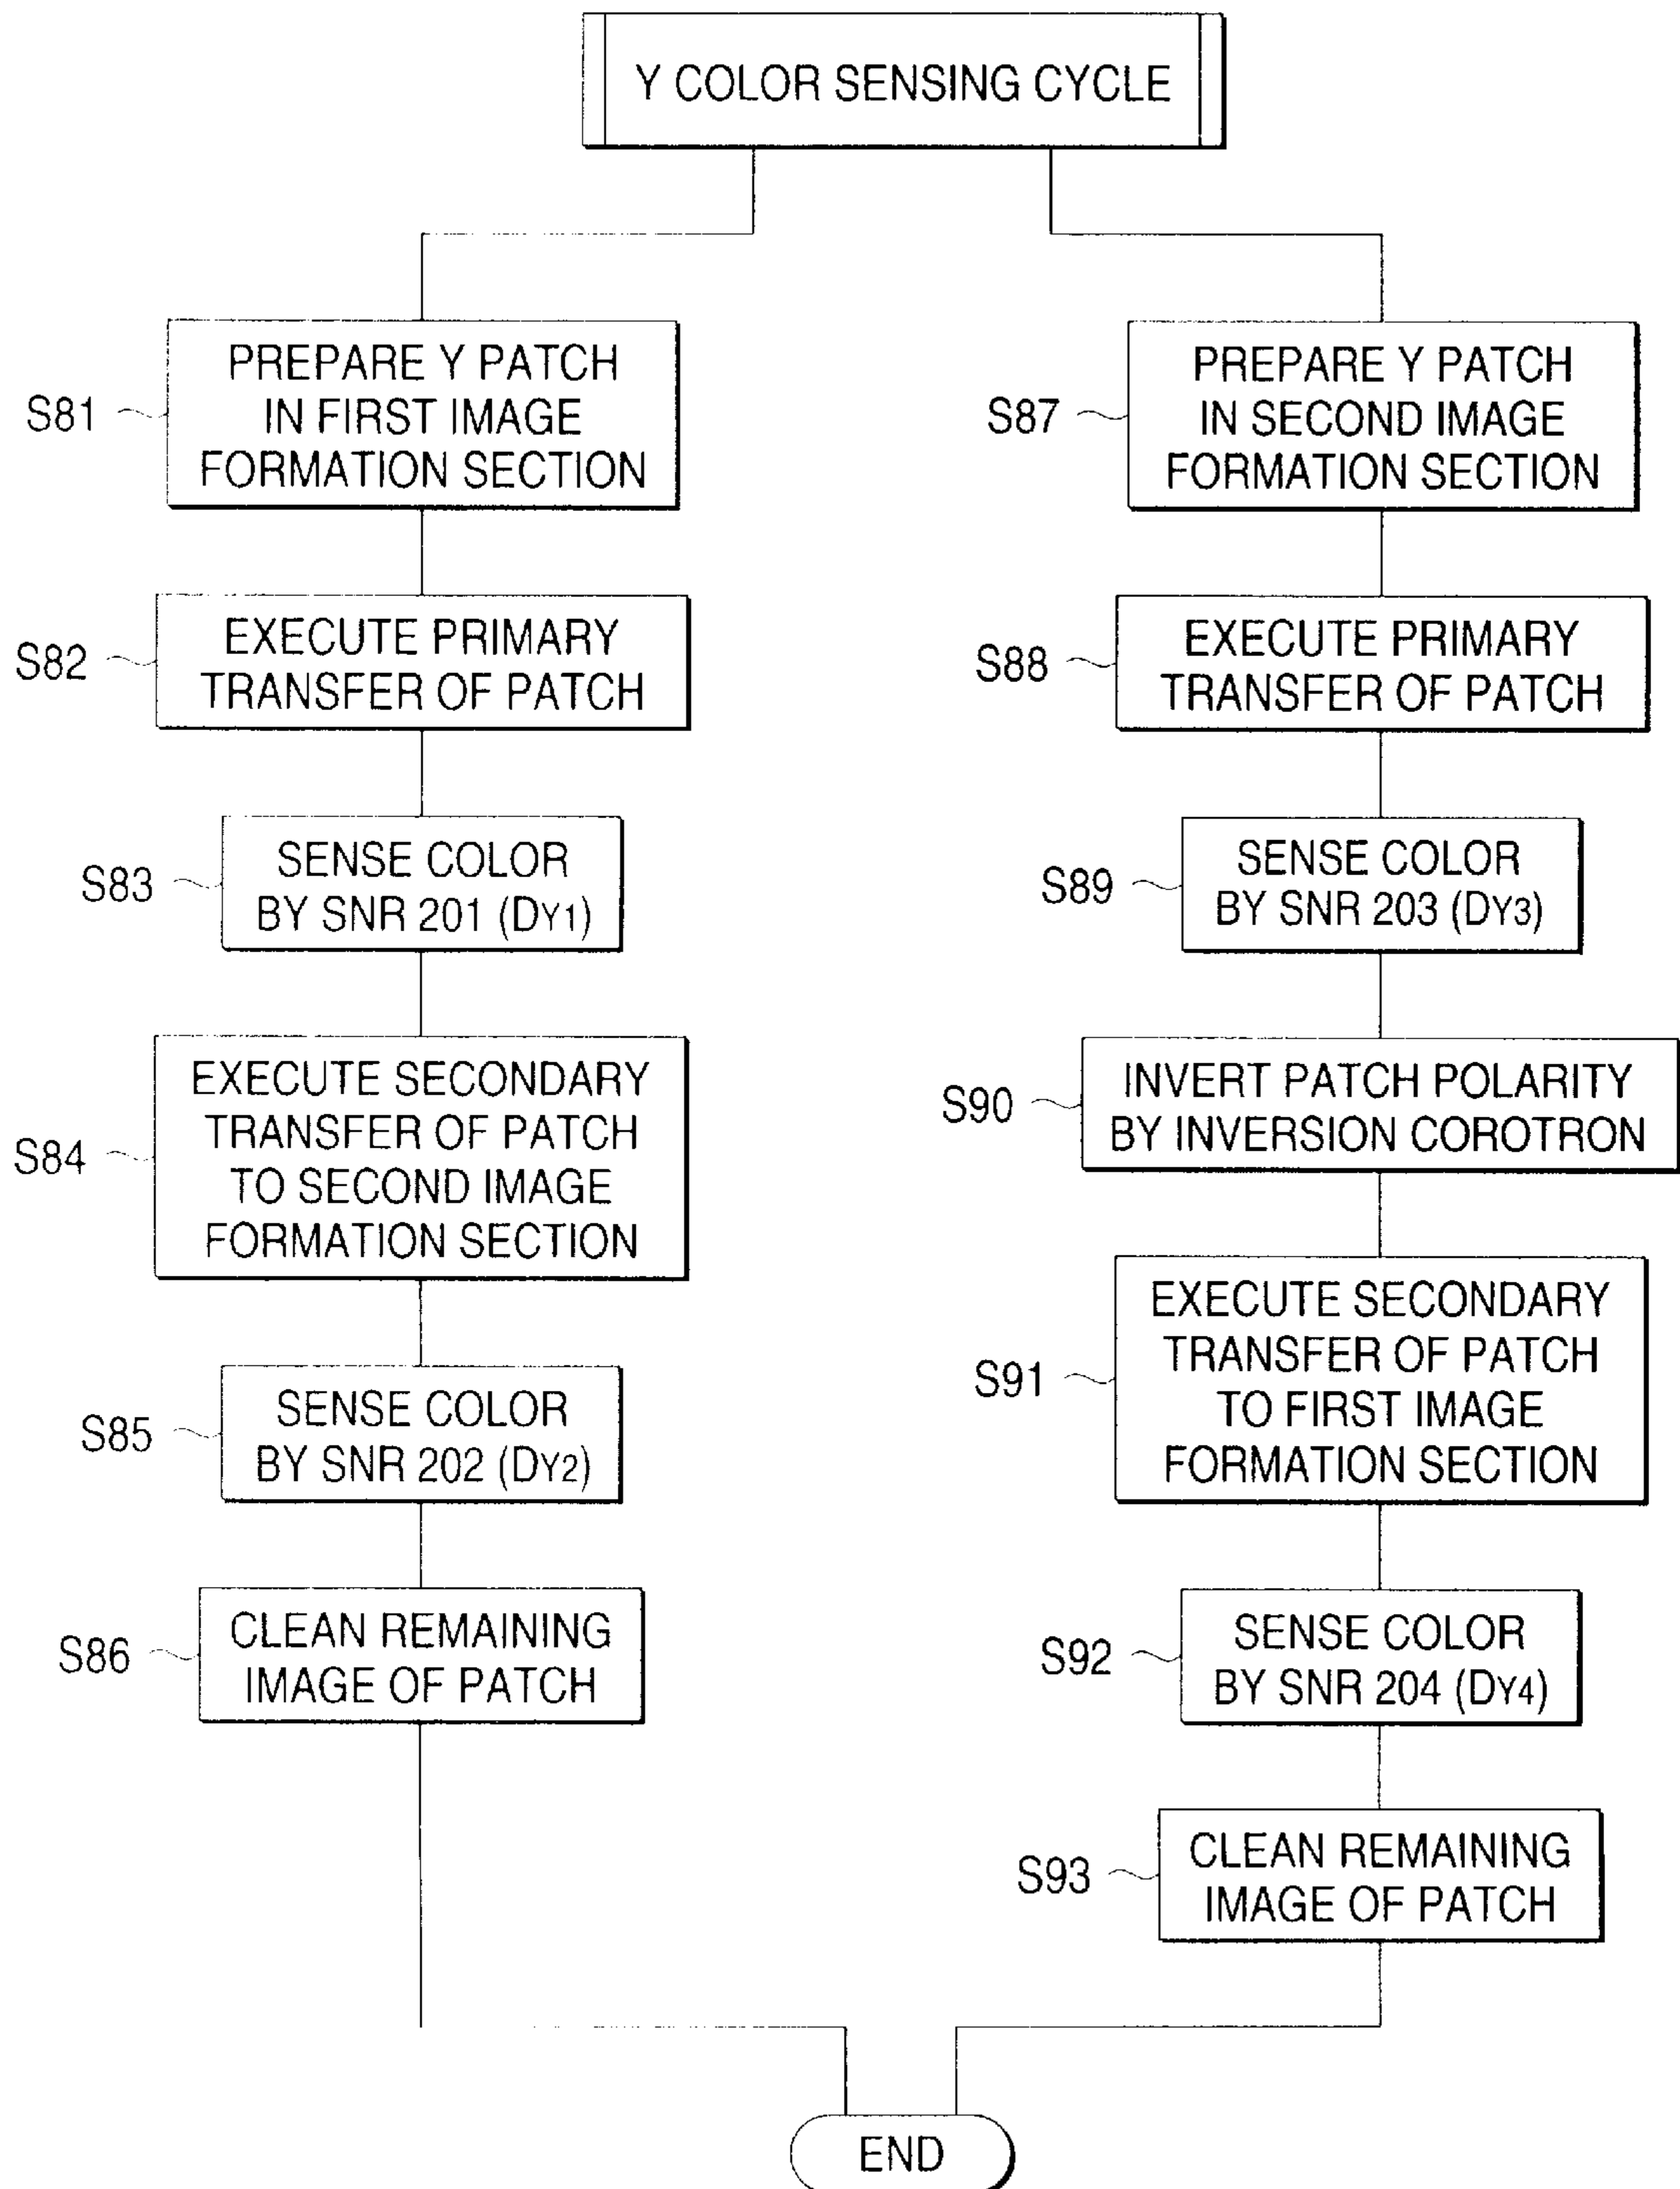 Y COLOR SENSING CYCLE
S81
PREPARE Y PATCH
IN FIRST IMAGE
FORMATION SECTION
S82
EXECUTE PRIMARY
TRANSFER OF PATCH
S83
SENSE COLOR
BY SNR 201 (DY1)
S84
EXECUTE SECONDARY
TRANSFER OF PATCH
TO SECOND IMAGE
FORMATION SECTION
S85
SENSE COLOR
BY SNR 202 (DY2)
S86
CLEAN REMAINING
IMAGE OF PATCH
S87
PREPARE Y PATCH
IN SECOND IMAGE
FORMATION SECTION
S88
EXECUTE PRIMARY
TRANSFER OF PATCH
S89
SENSE COLOR
BY SNR 203 (DY3)
S90
INVERT PATCH POLARITY
BY INVERSION COROTRON
S91
EXECUTE SECONDARY
TRANSFER OF PATCH
TO FIRST IMAGE
FORMATION SECTION
S92
SENSE COLOR
BY SNR 204 (DY4)
S93
CLEAN REMAINING
IMAGE OF PATCH
END